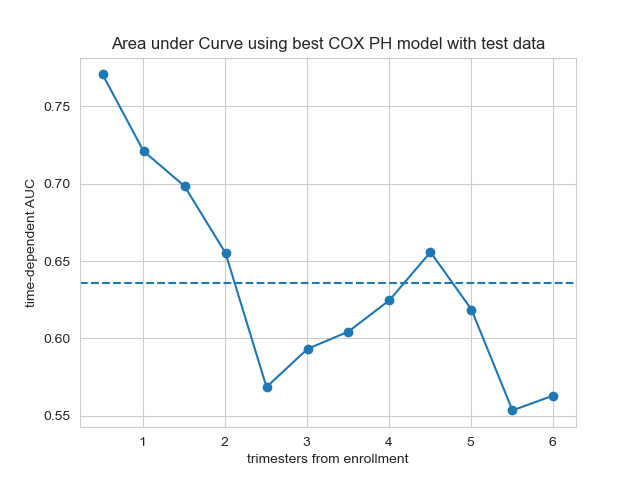 Area under Curve using best COX PH model with test data
time-dependent AUC
0.75
0.70
0.65
0.60
0.55
1 2 3 4 5 6
trimesters from enrollment